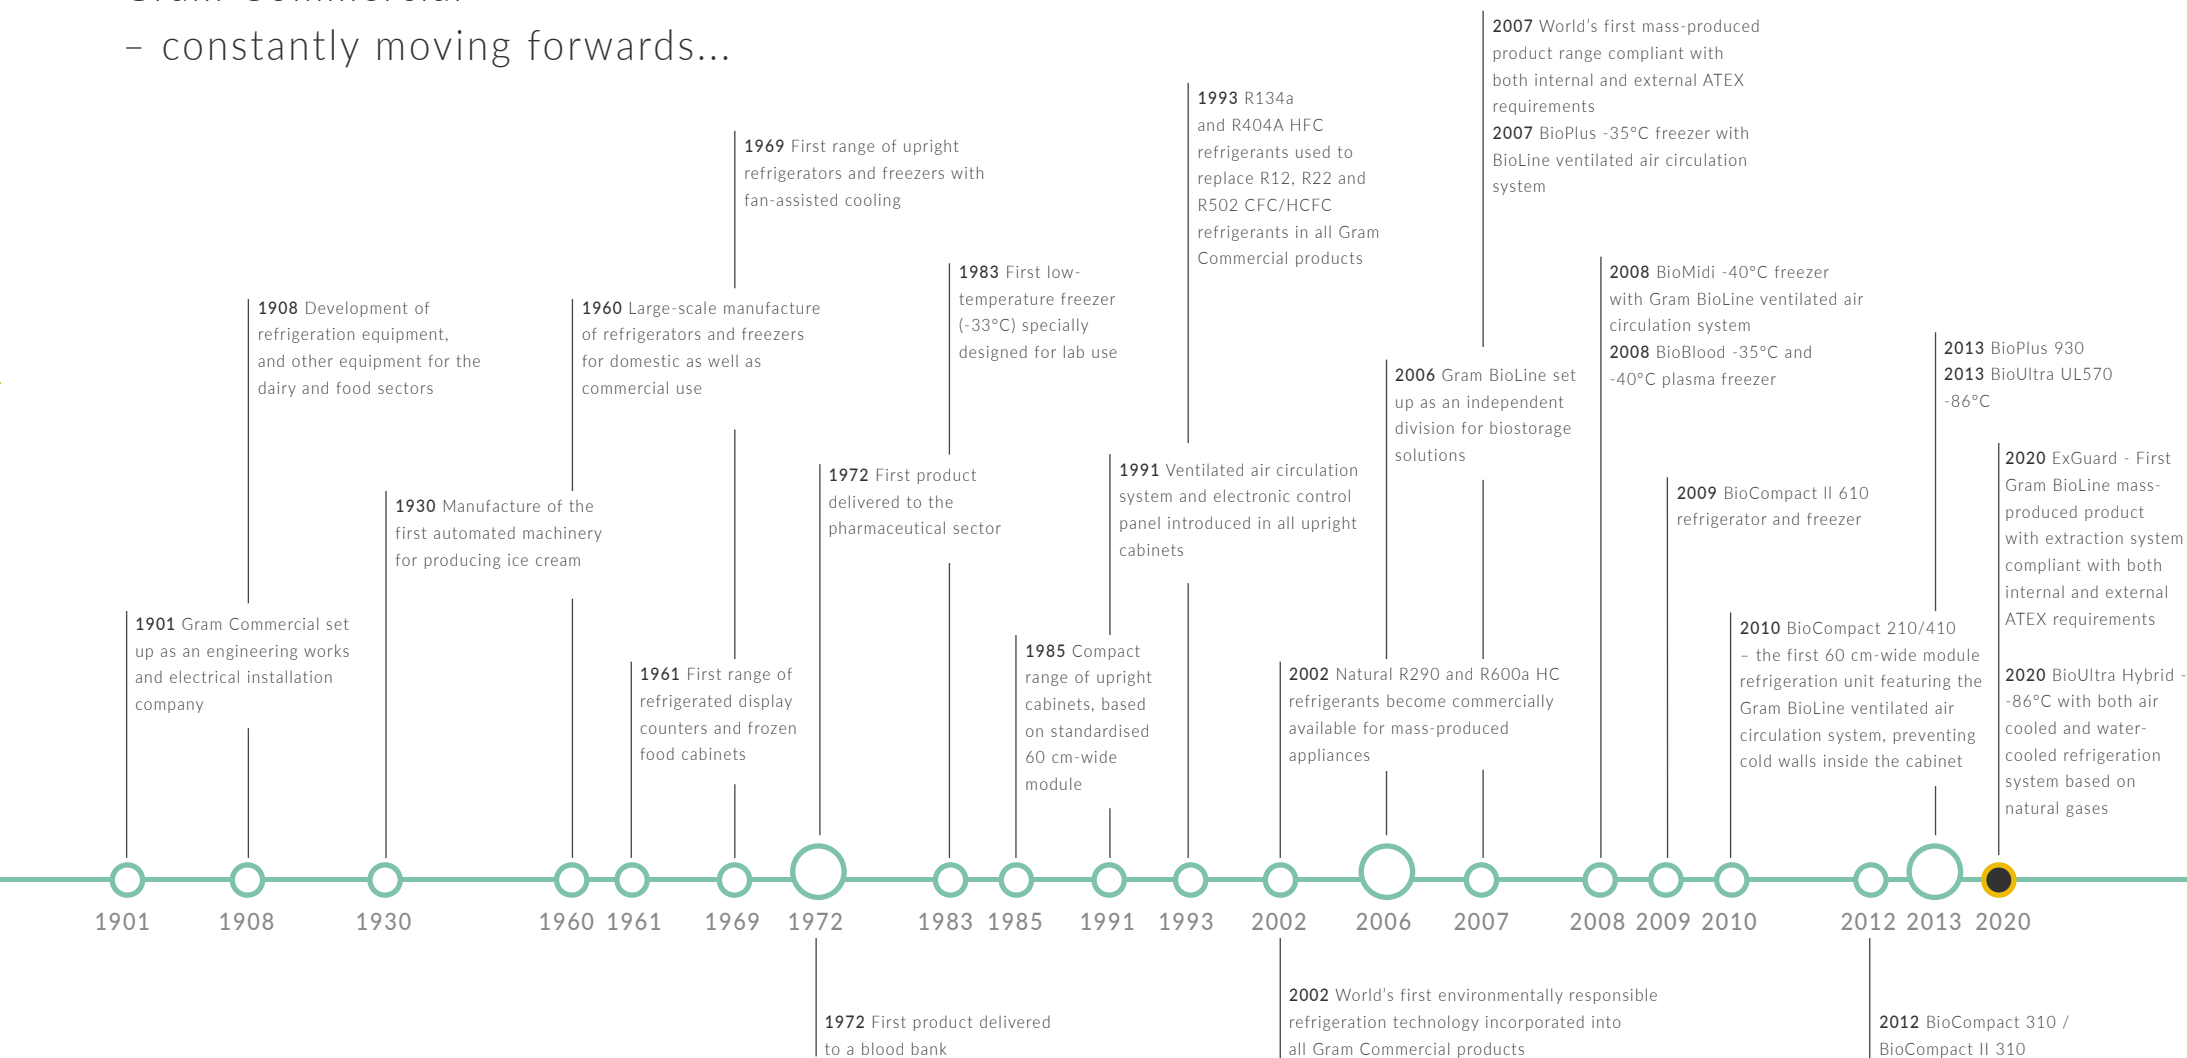 – constantly moving forwards...
1901 Gram Commercial set
up as an engineering works
and electrical installation
company
1908 Development of
refrigeration equipment,
and other equipment for the
dairy and food sectors
1930 Manufacture of the
first automated machinery
for producing ice cream
1960 Large-scale manufacture
of refrigerators and freezers
for domestic as well as
commercial use
1961 First range of
refrigerated display
counters and frozen
food cabinets
1969 First range of upright
refrigerators and freezers with
fan-assisted cooling
1972 First product
delivered to the
pharmaceutical sector
1983 First low-
temperature freezer
(-33°C) specially
designed for lab use
1985 Compact
range of upright
cabinets, based
on standardised
60 cm-wide
module
1991 Ventilated air circulation
system and electronic control
panel introduced in all upright
cabinets
1993 R134a
and R404A HFC
refrigerants used to
replace R12, R22 and
R502 CFC/HCFC
refrigerants in all Gram
Commercial products
2002 Natural R290 and R600a HC
refrigerants become commercially
available for mass-produced
appliances
2006 Gram BioLine set
up as an independent
division for biostorage
solutions
2007 World's first mass-produced
product range compliant with
both internal and external ATEX
requirements
2007 BioPlus -35°C freezer with
BioLine ventilated air circulation
system
2008 BioMidi -40°C freezer
with Gram BioLine ventilated air
circulation system
2008 BioBlood -35°C and
-40°C plasma freezer
2009 BioCompact II 610
refrigerator and freezer
2010 BioCompact 210/410
– the first 60 cm-wide module
refrigeration unit featuring the
Gram BioLine ventilated air
circulation system, preventing
cold walls inside the cabinet
2013 BioPlus 930
2013 BioUltra UL570
-86°C
2020 ExGuard - First
Gram BioLine mass-
produced product
with extraction system
compliant with both
internal and external
ATEX requirements
2020 BioUltra Hybrid -
-86°C with both air
cooled and water-
cooled refrigeration
system based on
natural gases
1901 1908 1930 1960 1961 1969 1972 1983 1985 1991 1993 2002 2006 2007 2008 2009 2010 2012 2013 2020
1972 First product delivered
to a blood bank
2002 World's first environmentally responsible
refrigeration technology incorporated into
all Gram Commercial products
2012 BioCompact 310 /
BioCompact II 310